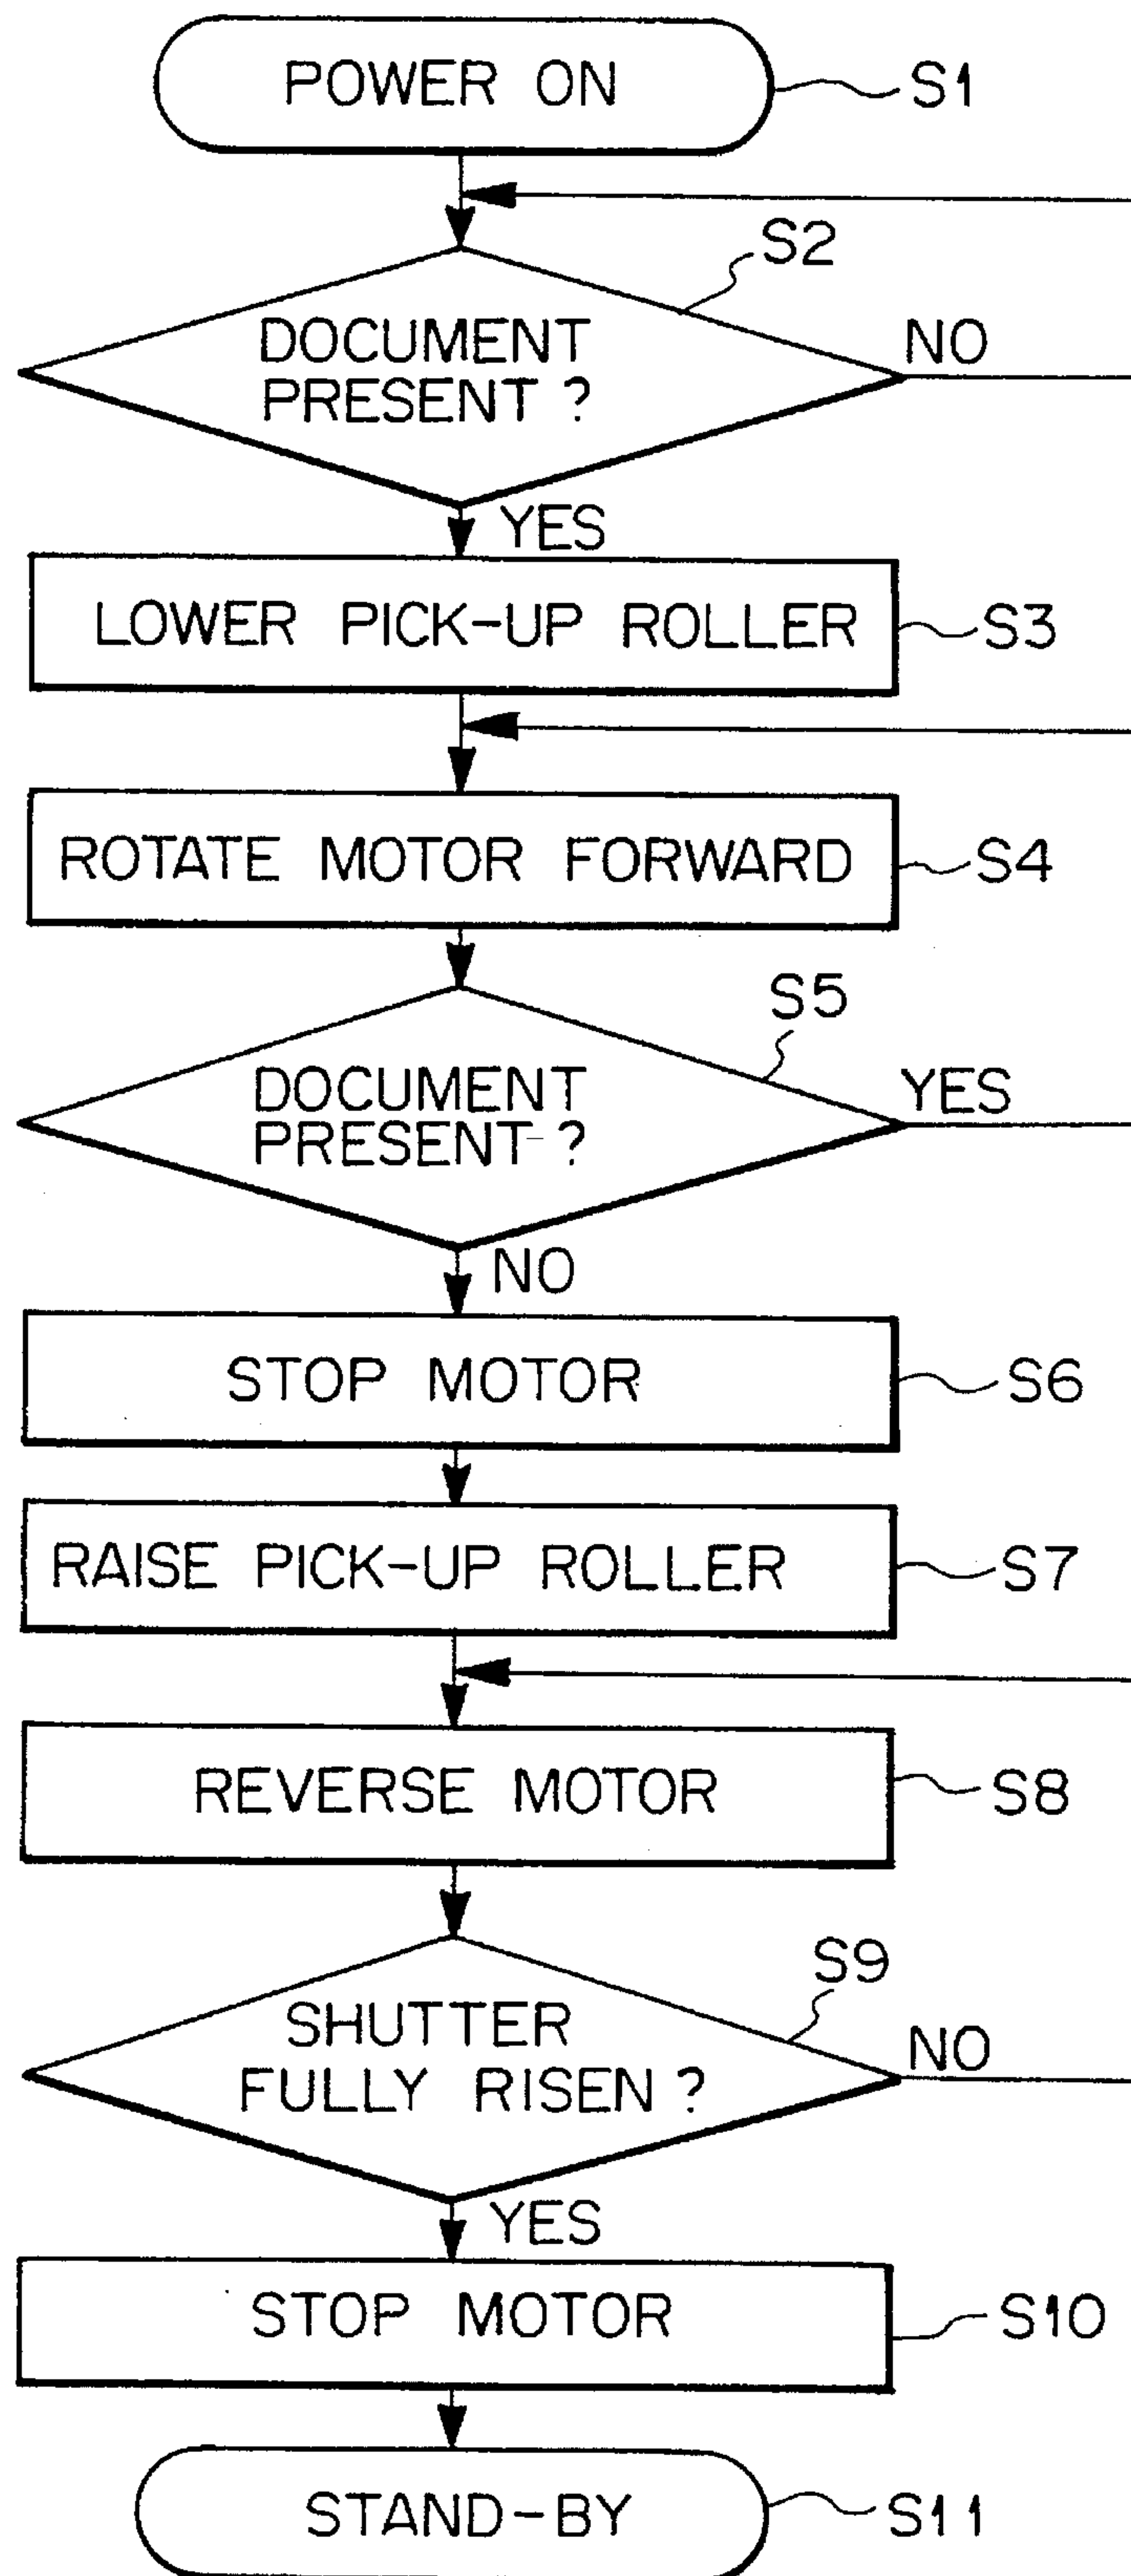 POWER ON
S1
S2
DOCUMENT
PRESENT ?
NO
YES
LOWER PICK-UP ROLLER
S3
ROTATE MOTOR FORWARD
S4
S5
DOCUMENT
PRESENT ?
YES
NO
STOP MOTOR
S6
RAISE PICK-UP ROLLER
S7
REVERSE MOTOR
S8
S9
SHUTTER
FULLY RISEN ?
NO
YES
STOP MOTOR
S10
STAND-BY
S11